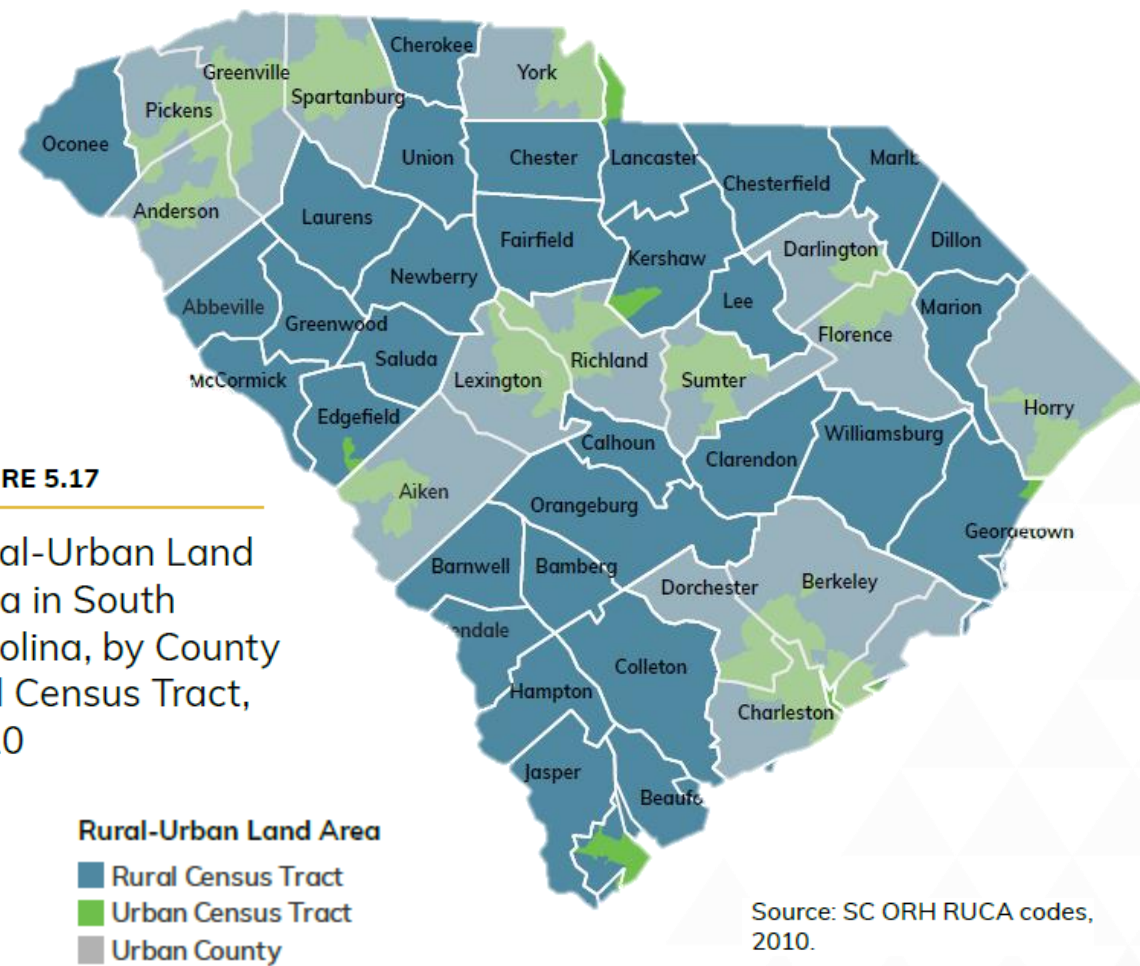 Cherokee
York
Greenville
Spartanburg
Pickens
Oconee
Union
Chester
Lancaster
Marlb
Chesterfield
Anderson
Laurens
Fairfield
Darlington
Dillon
Kershaw
Newberry
Abbeville
Lee
Marion
Greenwood
Florence
Saluda
Richland
McCormick
Lexington
Sumter
Horry
Edgefield
Calhoun
Williamsburg
Clarendon
RE 5.17
Aiken
Orangeburg
Georgetown
al-Urban Land
a in South
olina, by County
Census Tract,
0
Barnwell
Bamberg
Dorchester
Berkeley
endale
Colleton
Hampton
Charleston
Jasper
Beaufo
Rural-Urban Land Area
Rural Census Tract
Urban Census Tract
Urban County
Source: SC ORH RUCA codes,
2010.